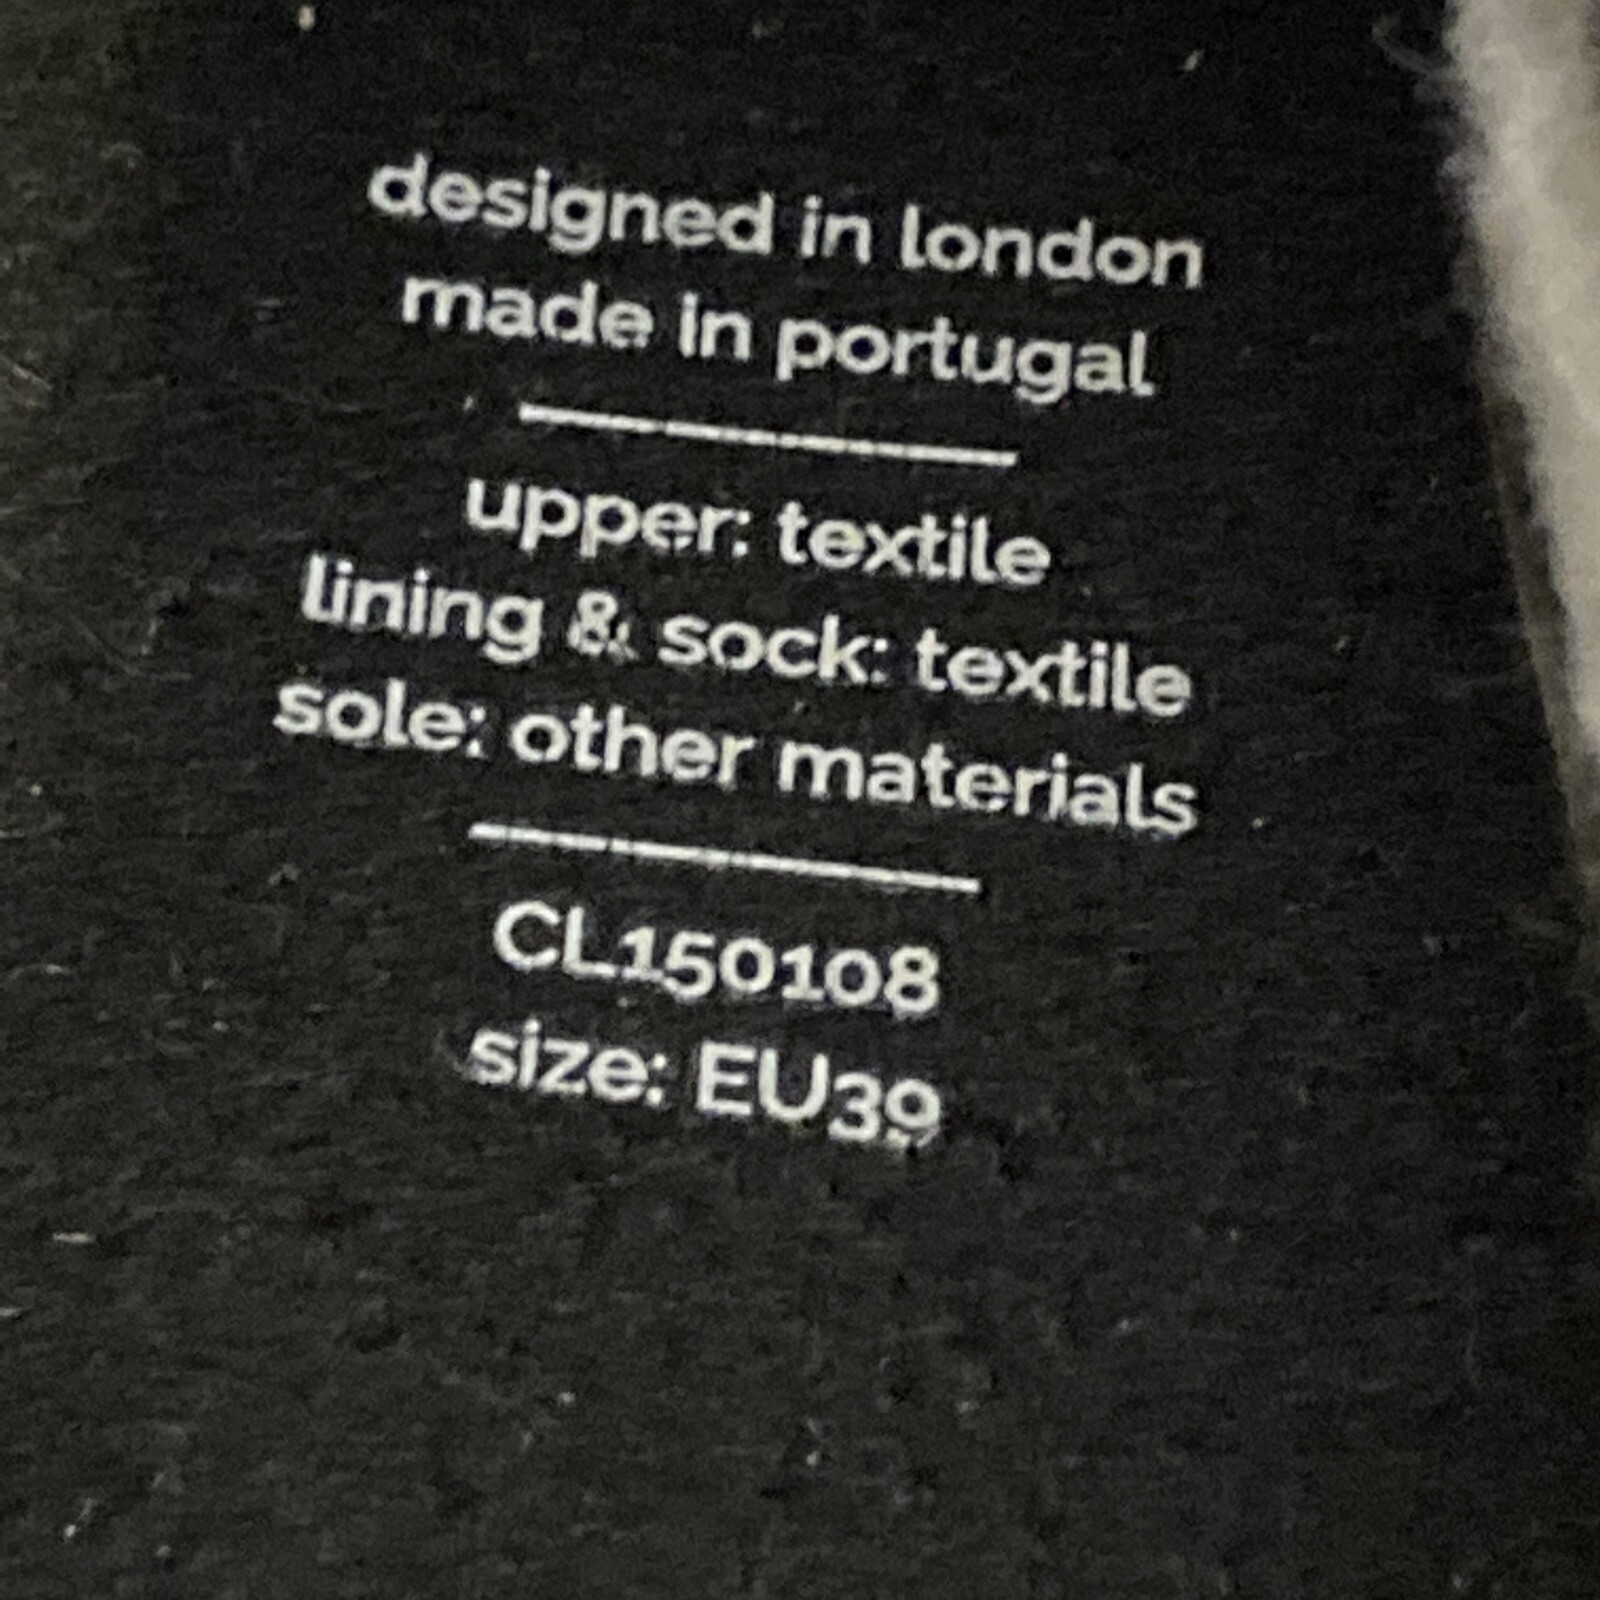 designed in london
made in portugal
upper: textile
lining & sock: textile
sole: other materials
CL150108
size: EU39